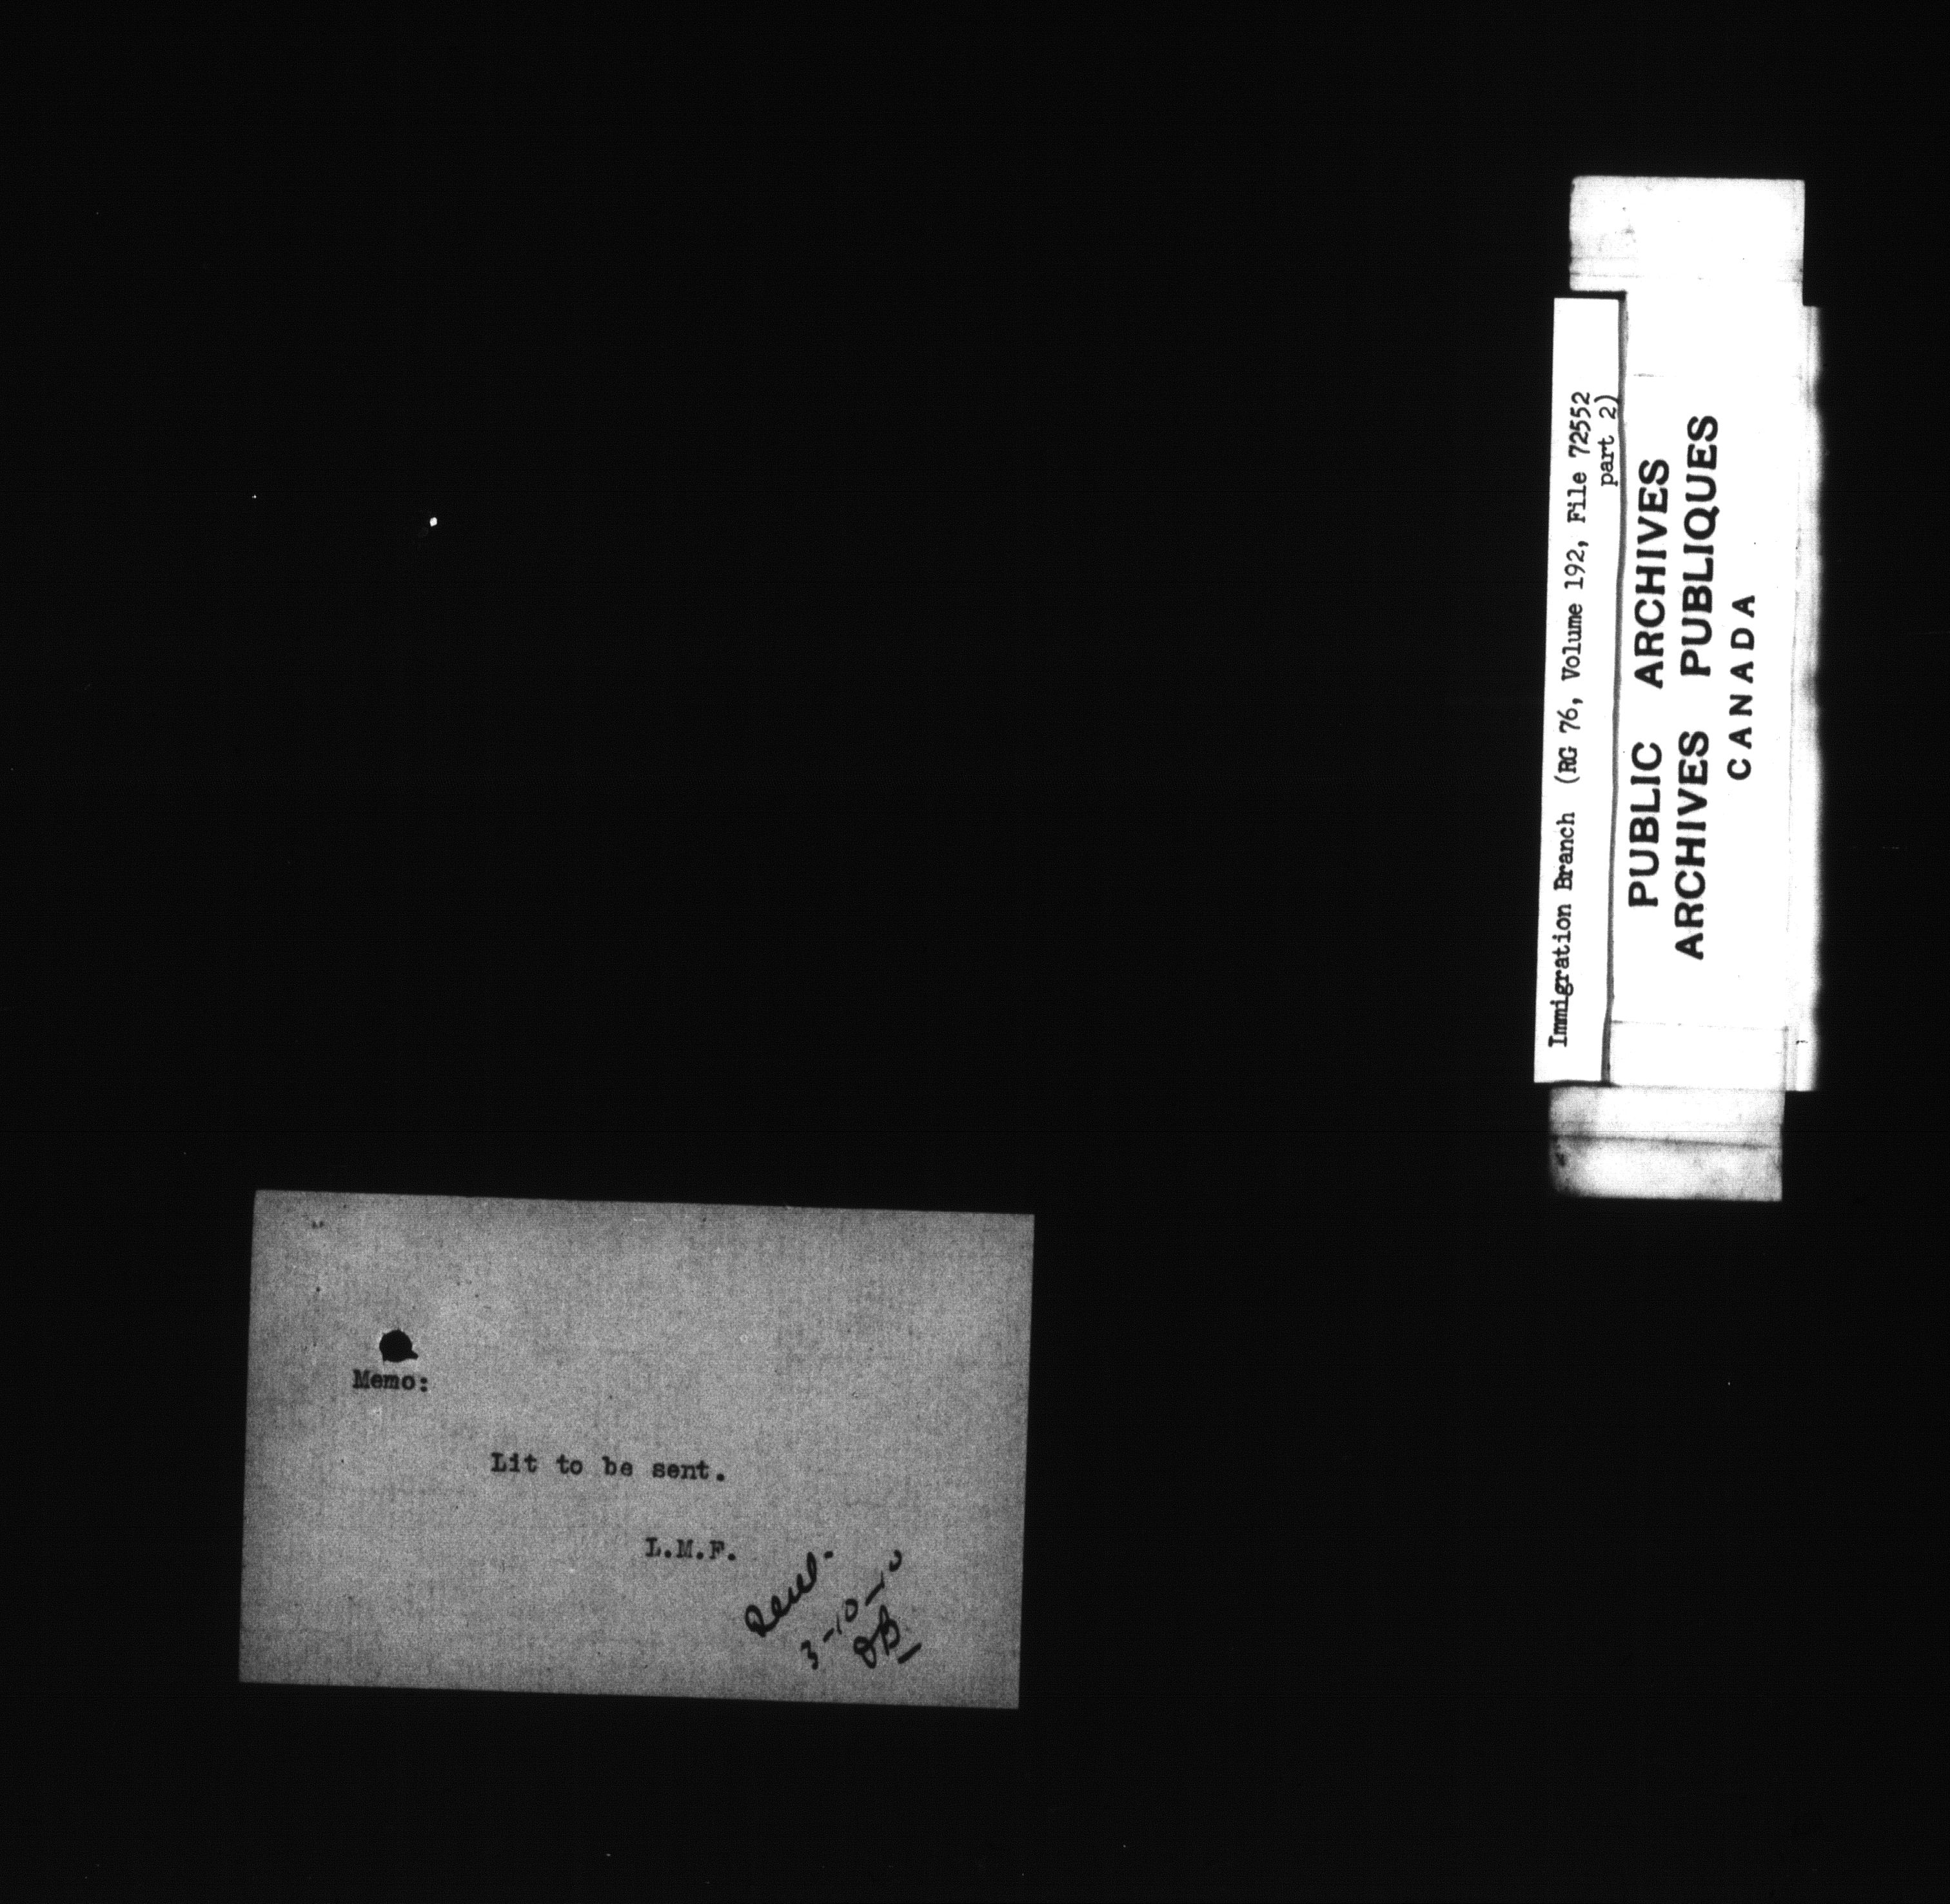 Immigration Branch (RG 76, Volume 192, File 72552
part 2)
PUBLIC ARCHIVES
ARCHIVES PUBLIQUES
CANADA
Memo:
Lit to be sent.
L.M.F.
3-10-10